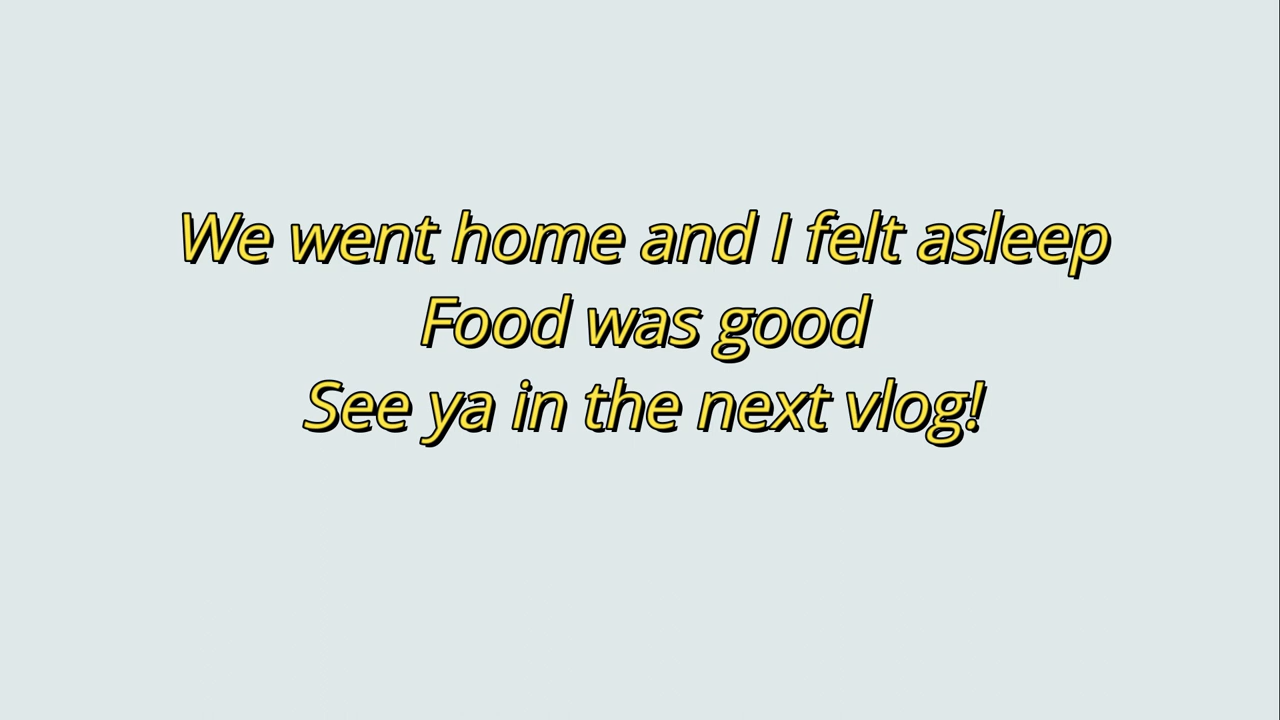 We went home and I felt asleep
Food was good
See ya in the next vlog!